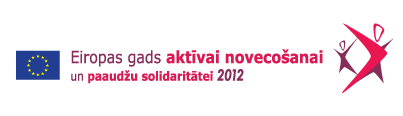 Eiropas gads aktīvai novecošanai
un paaudžu solidaritātei 2012